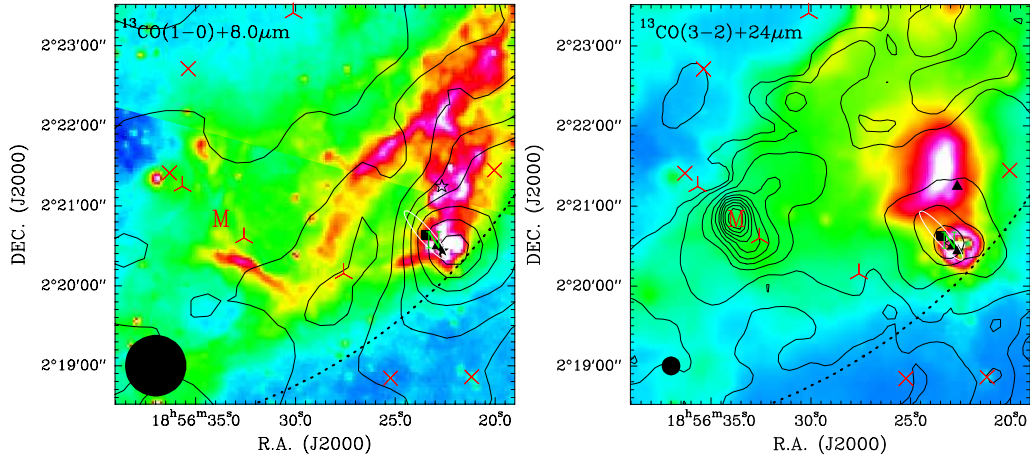 ¹³CO(1−0)+8.0μm
2°23′00″
2°22′00″
2°21′00″
2°20′00″
2°19′00″
DEC. (J2000)
M
18ʰ56ᵐ35ˢ.0
30ˢ.0
25ˢ.0
20ˢ.0
R.A. (J2000)
¹³CO(3−2)+24μm
2°23′00″
2°22′00″
2°21′00″
2°20′00″
2°19′00″
DEC. (J2000)
M
18ʰ56ᵐ35ˢ.0
30ˢ.0
25ˢ.0
20ˢ.0
R.A. (J2000)